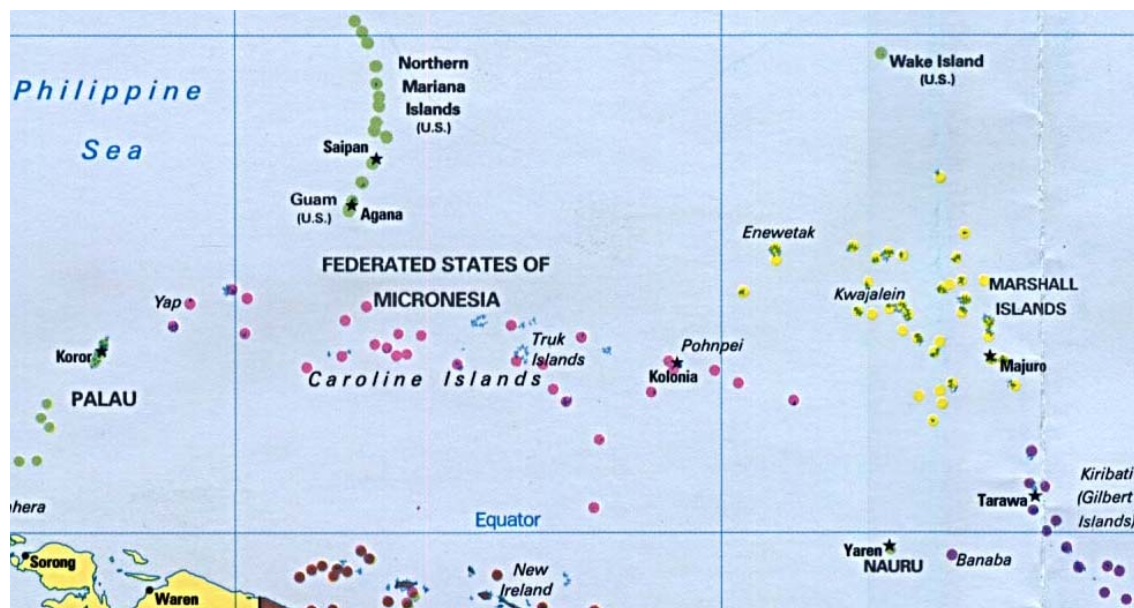 Philippine
Sea
Northern
Mariana
Islands
(U.S.)
Saipan
Guam
(U.S.)
Agana
Wake Island
(U.S.)
FEDERATED STATES OF
MICRONESIA
Enewetak
Kwajalein
MARSHALL
ISLANDS
Majuro
Yap
Truk
Islands
Pohnpei
Kolonia
Caroline Islands
Koror
PALAU
Kiribati
(Gilbert
Islands)
Tarawa
hera
Equator
Yaren
NAURU
Banaba
Sorong
Waren
New
Ireland